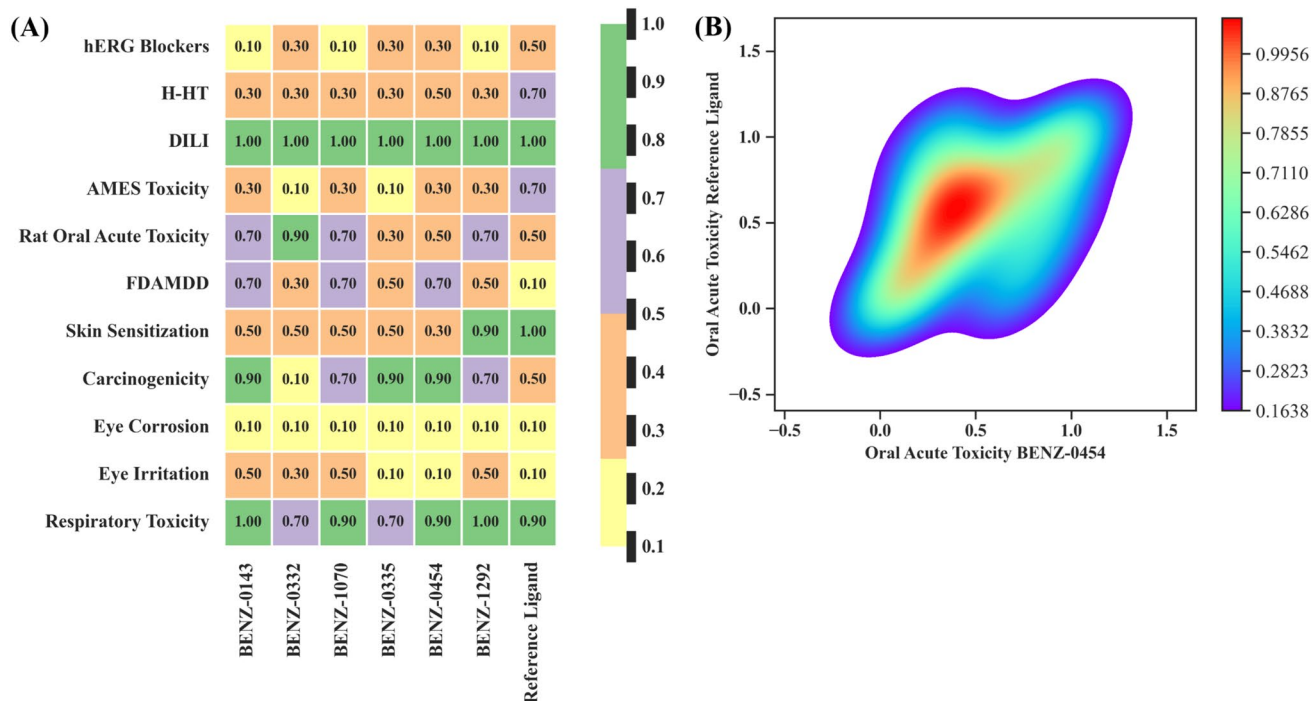 (A)
hERG Blockers 0.10 0.30 0.10 0.30 0.30 0.10 0.50
H-HT 0.30 0.30 0.30 0.30 0.50 0.30 0.70
DILI 1.00 1.00 1.00 1.00 1.00 1.00 1.00
AMES Toxicity 0.30 0.10 0.30 0.10 0.30 0.30 0.70
Rat Oral Acute Toxicity 0.70 0.90 0.70 0.30 0.50 0.70 0.50
FDAMDD 0.70 0.30 0.70 0.50 0.70 0.50 0.10
Skin Sensitization 0.50 0.50 0.50 0.50 0.30 0.90 1.00
Carcinogenicity 0.90 0.10 0.70 0.90 0.90 0.70 0.50
Eye Corrosion 0.10 0.10 0.10 0.10 0.10 0.10 0.10
Eye Irritation 0.50 0.30 0.50 0.10 0.10 0.50 0.10
Respiratory Toxicity 1.00 0.70 0.90 0.70 0.90 1.00 0.90
BENZ-0143
BENZ-0332
BENZ-1070
BENZ-0335
BENZ-0454
BENZ-1292
Reference Ligand
1.0
0.9
0.8
0.7
0.6
0.5
0.4
0.3
0.2
0.1
(B)
Oral Acute Toxicity Reference Ligand
1.5
1.0
0.5
0.0
−0.5
−0.5 0.0 0.5 1.0 1.5
Oral Acute Toxicity BENZ-0454
0.9956
0.8765
0.7855
0.7110
0.6286
0.5462
0.4688
0.3832
0.2823
0.1638